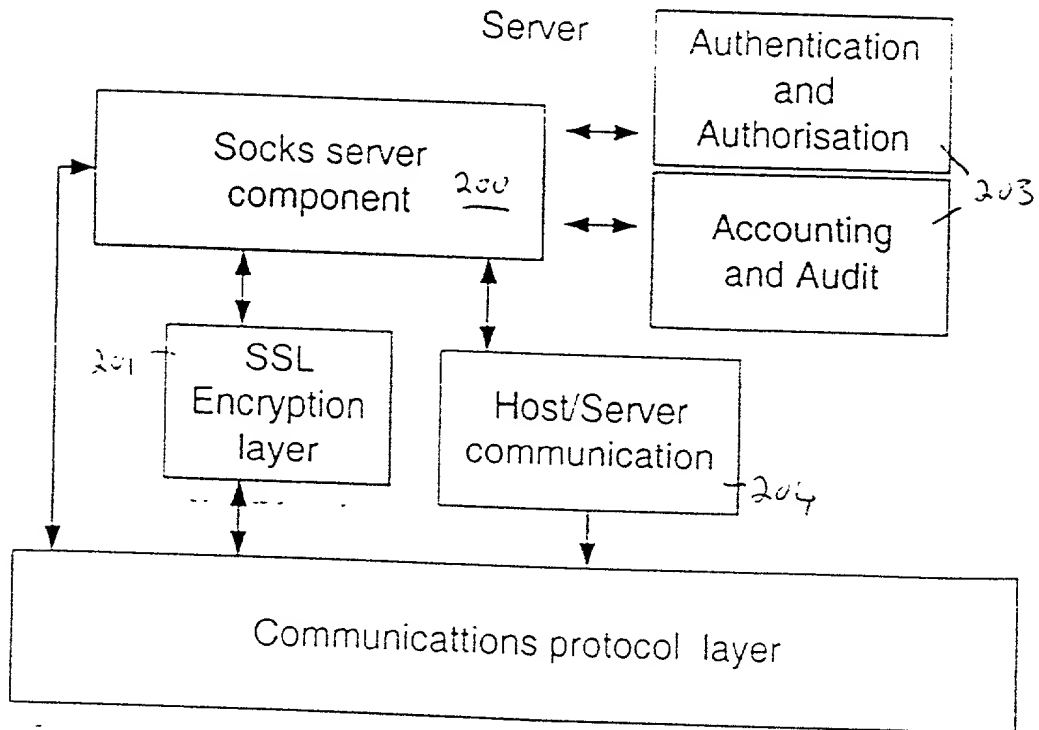 Server
Authentication
and
Authorisation
Socks server
component 200
203
Accounting
and Audit
201
SSL
Encryption
layer
Host/Server
communication
204
Communicattions protocol layer